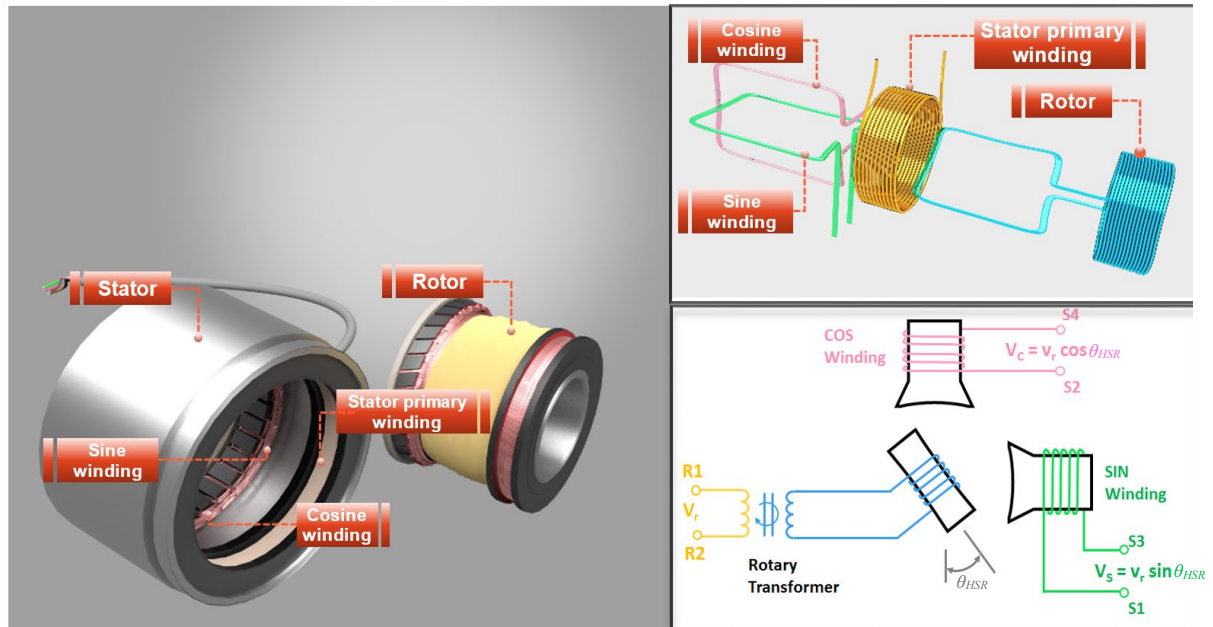 Stator
Rotor
Stator primary
winding
Sine
winding
Cosine
winding
Cosine
winding
Stator primary
winding
Rotor
Sine
winding
COS
Winding
S4
V_C = v_r cos θ_HSR
S2
R1
V_r
R2
Rotary
Transformer
θ_HSR
SIN
Winding
S3
V_S = v_r sin θ_HSR
S1